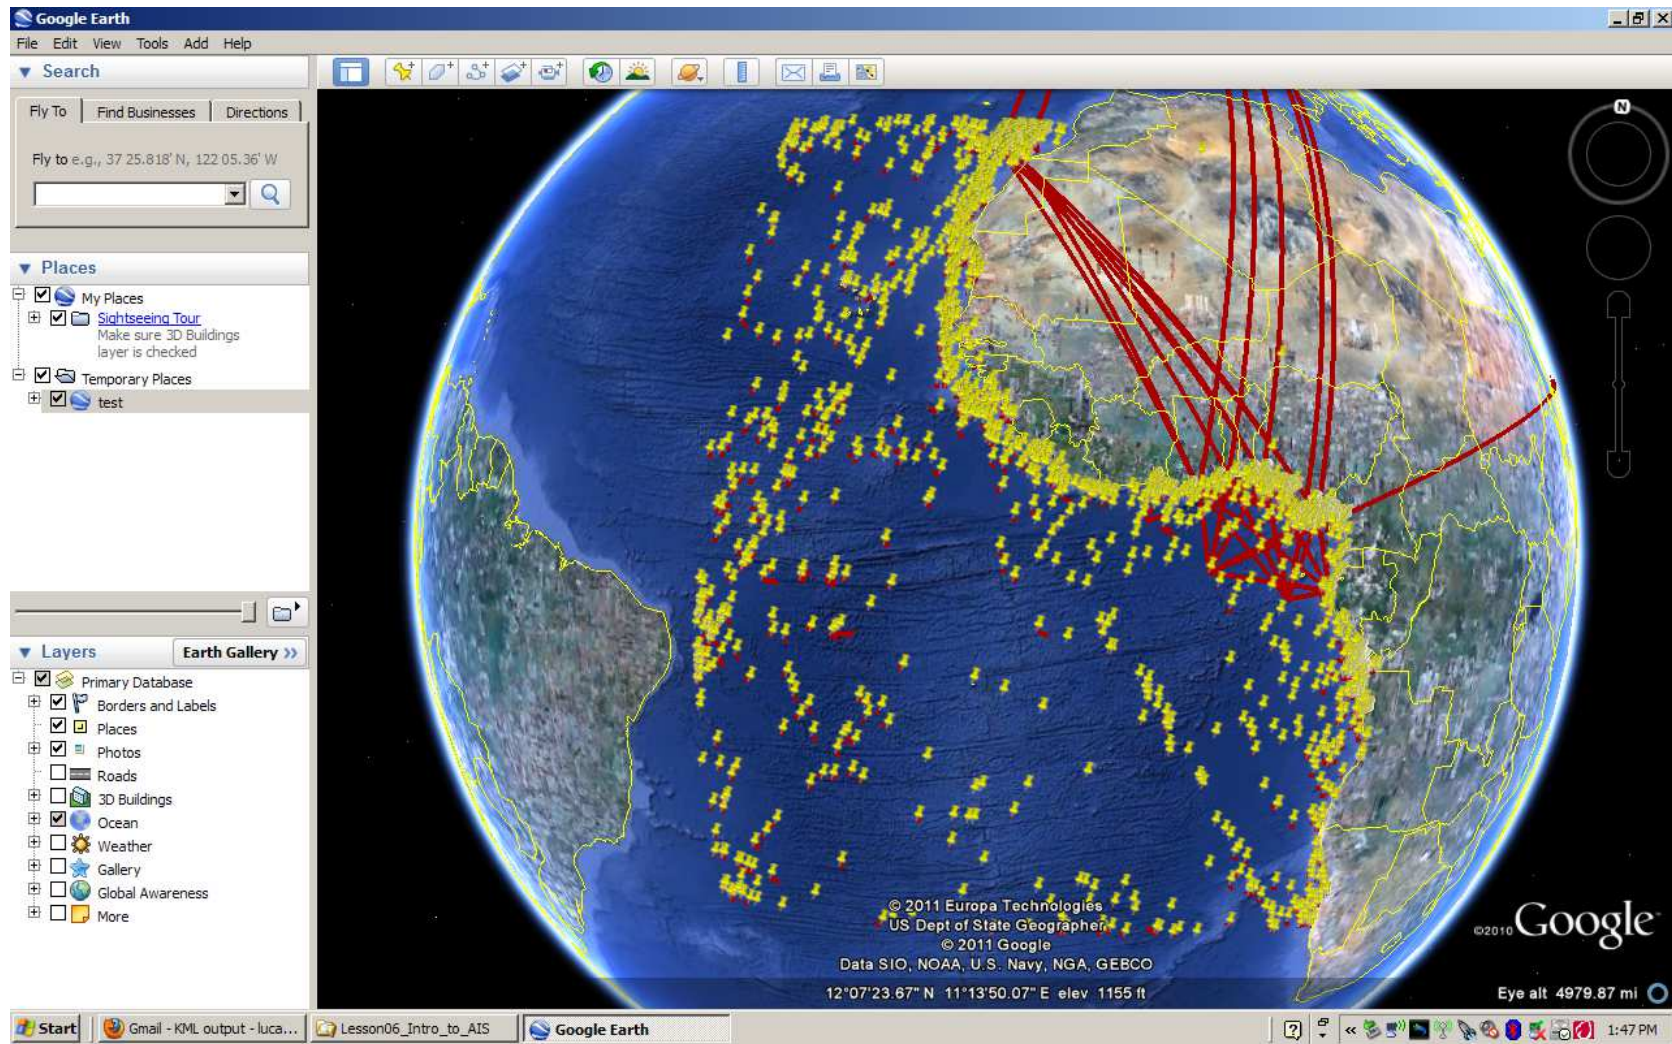 Google Earth
File Edit View Tools Add Help
Search
Fly To Find Businesses Directions
Fly to e.g., 37 25.818' N, 122 05.36' W
Places
My Places
Sightseeing Tour
Make sure 3D Buildings
layer is checked
Temporary Places
test
Layers
Earth Gallery >>
Primary Database
Borders and Labels
Places
Photos
Roads
3D Buildings
Ocean
Weather
Gallery
Global Awareness
More
N
© 2011 Europa Technologies
US Dept of State Geographer
© 2011 Google
Data SIO, NOAA, U.S. Navy, NGA, GEBCO
©2010 Google
12°07'23.67" N 11°13'50.07" E elev 1155 ft
Eye alt 4979.87 mi
Start
Gmail - KML output - luca...
Lesson06_Intro_to_AIS
Google Earth
1:47 PM